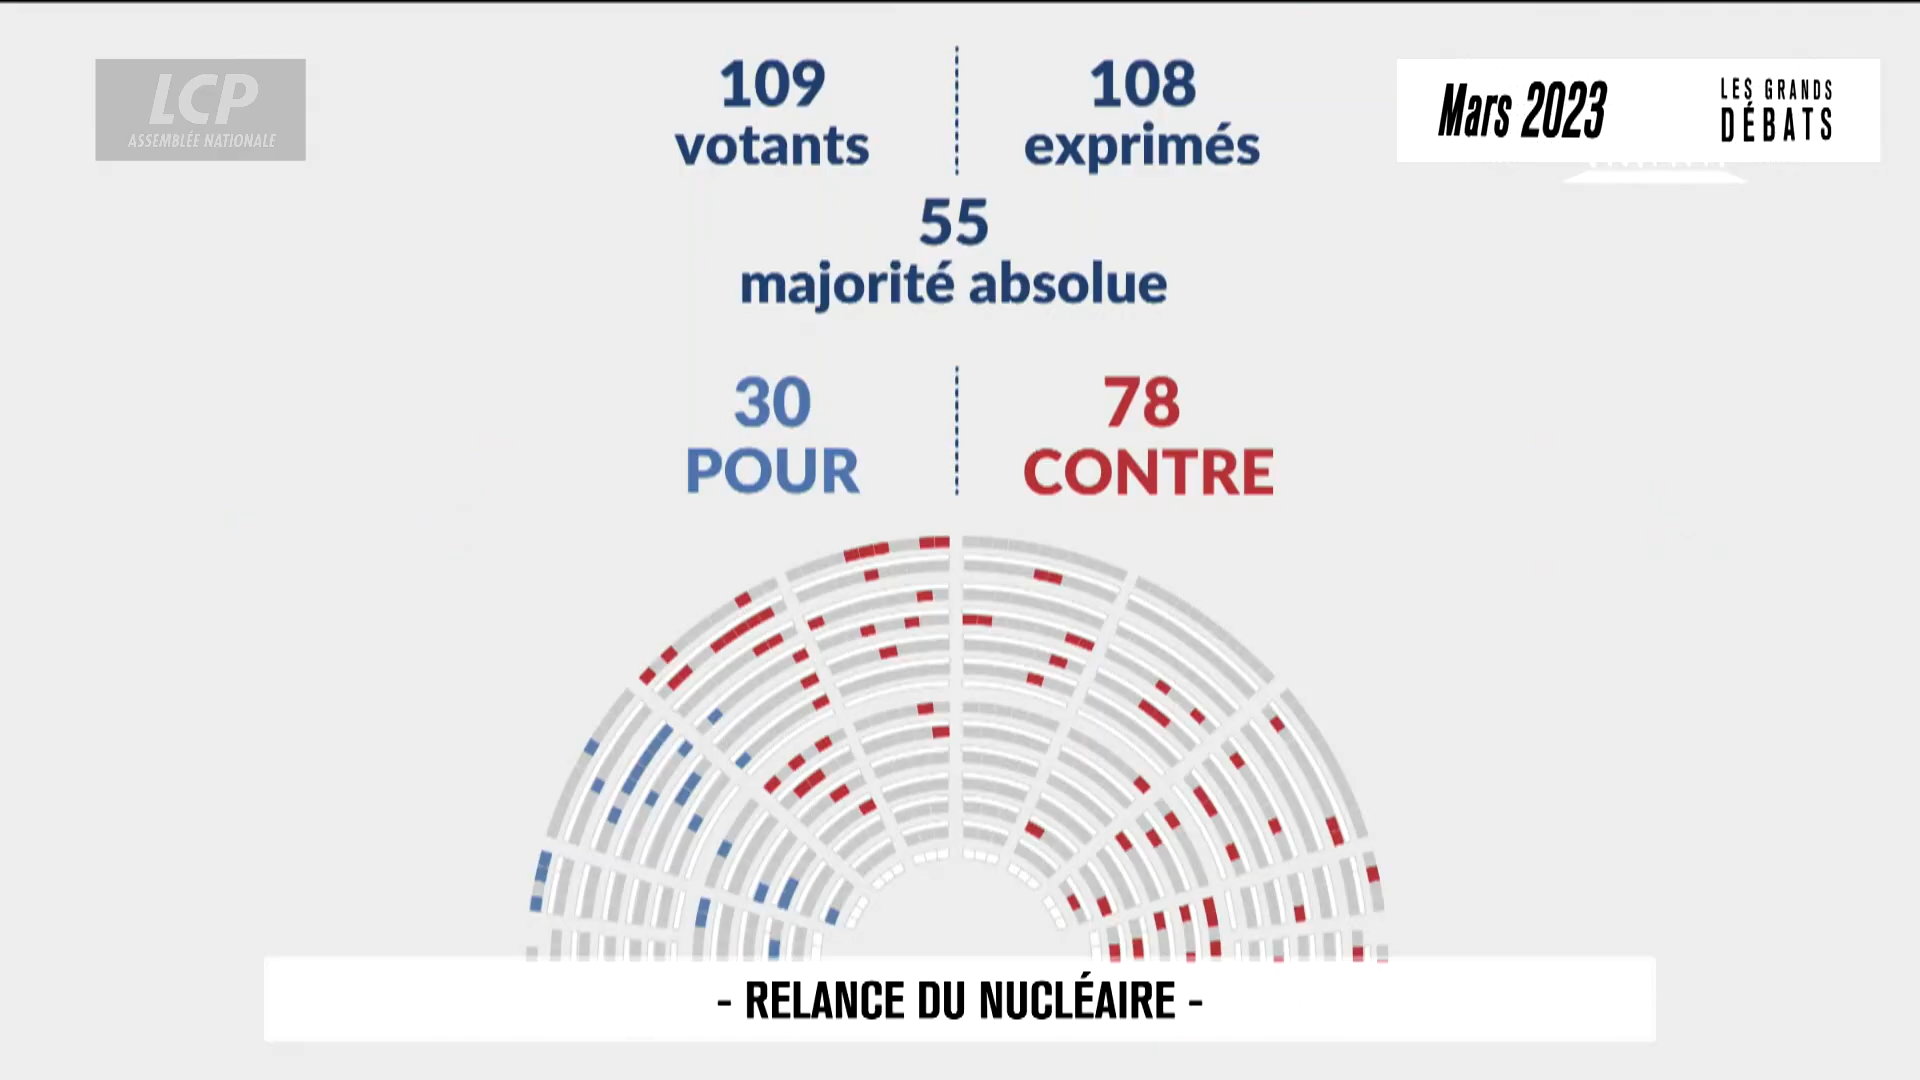 LCP
ASSEMBLÉE NATIONALE
109
votants
108
exprimés
Mars 2023
LES GRANDS
DÉBATS
55
majorité absolue
30
POUR
78
CONTRE
- RELANCE DU NUCLÉAIRE -